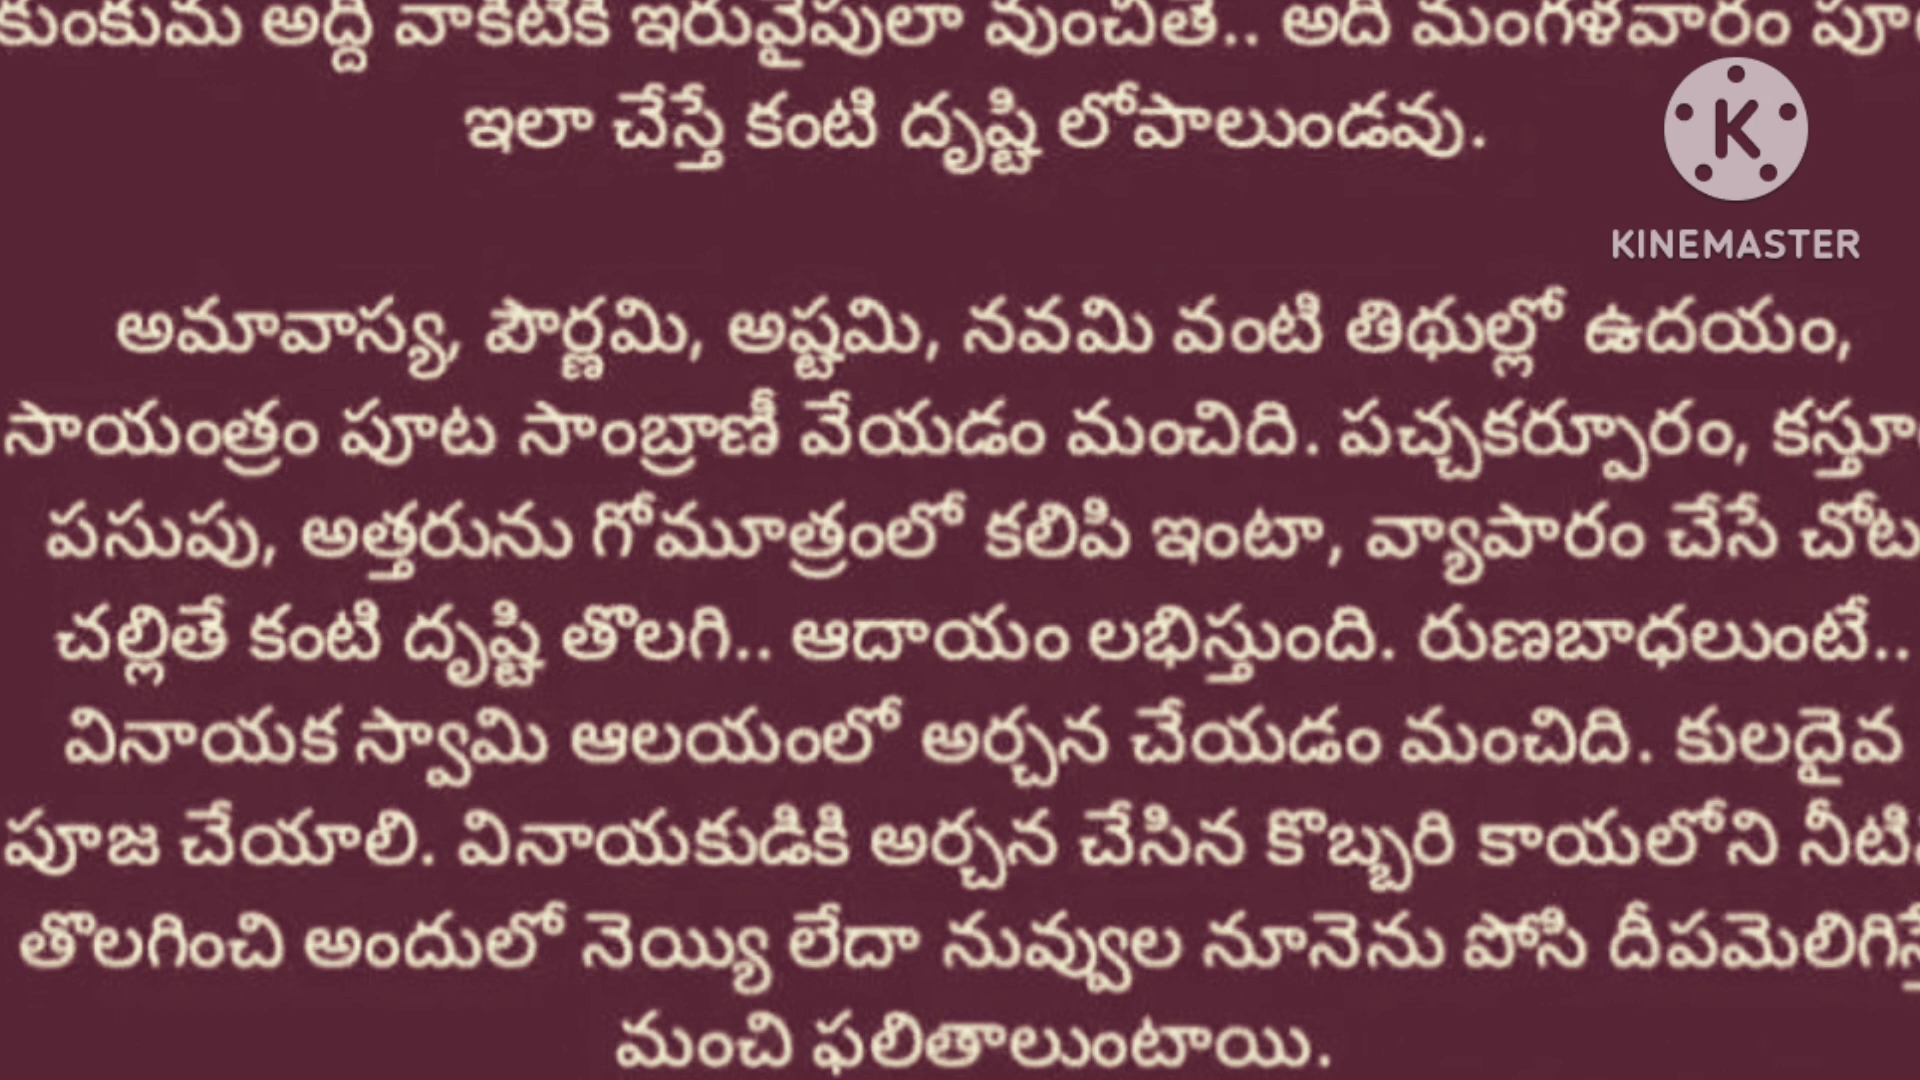 కుంకుమ అద్ది వాకిటికి ఇరువైపులా వుంచితే.. అది మంగళవారం
ఇలా చేస్తే కంటి దృష్టి లోపాలుండవు.
KINEMASTER
అమావాస్య, పౌర్ణమి, అష్టమి, నవమి వంటి తిథుల్లో ఉదయం,
సాయంత్రం పూట సాంబ్రాణీ వేయడం మంచిది. పచ్చకర్పూరం,
పసుపు, అత్తరును గోమూత్రంలో కలిపి ఇంటా, వ్యాపారం చేసే చోట
చల్లితే కంటి దృష్టి తొలగి.. ఆదాయం లభిస్తుంది. రుణబాధలుంటే..
వినాయక స్వామి ఆలయంలో అర్చన చేయడం మంచిది. కులదైవ
పూజ చేయాలి. వినాయకుడికి అర్చన చేసిన కొబ్బరి కాయలోని
తొలగించి అందులో నెయ్యి లేదా నువ్వుల నూనెను పోసి దీపమెలిగిస్తే
మంచి ఫలితాలుంటాయి.